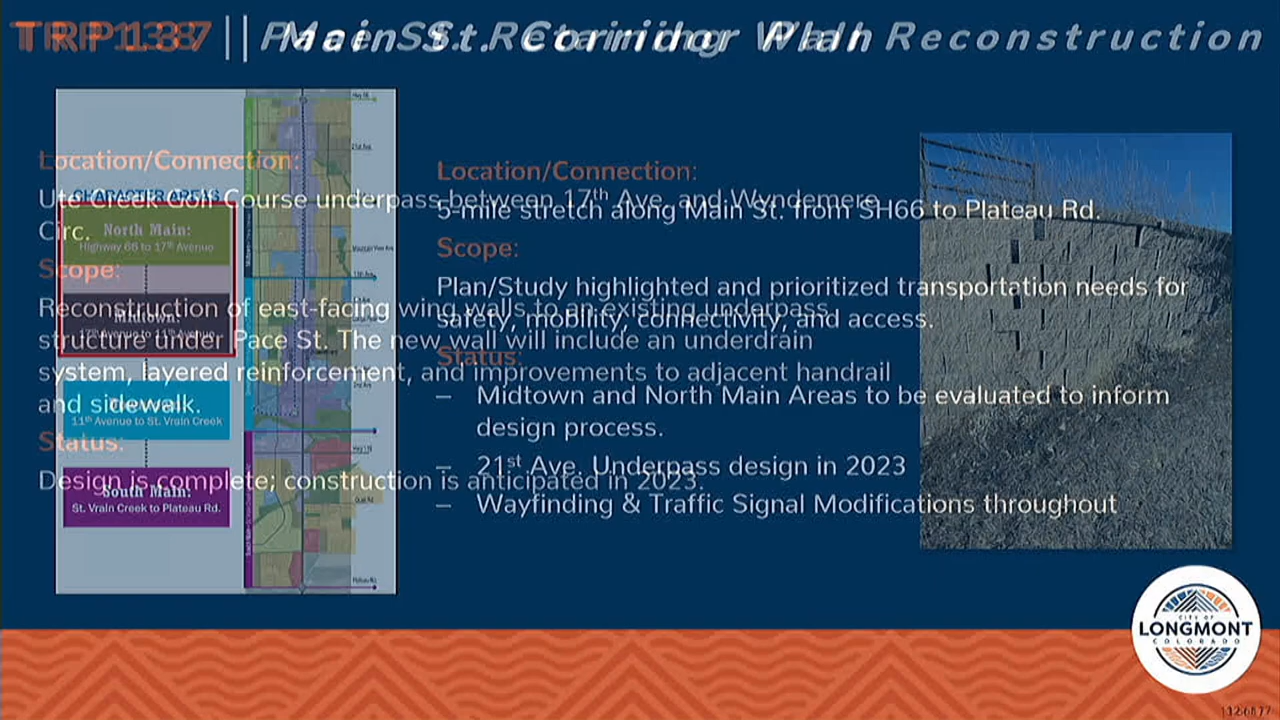 Location/Connection:
Ute Creek Golf Course underpass between 17th Ave. and Wyndemere
Circ.
Scope:
Reconstruction of east-facing wing walls to an existing underpass
structure under Pace St. The new wall will include an underdrain
system, layered reinforcement, and improvements to adjacent handrail
and sidewalk.
Status:
Design is complete; construction is anticipated in 2023.
CHARACTER AREAS
North Main:
Highway 66 to 17th Avenue
Midtown:
17th Avenue to 11th Avenue
11th Avenue to St. Vrain Creek
South Main:
St. Vrain Creek to Plateau Rd.
Location/Connection:
5-mile stretch along Main St. from SH66 to Plateau Rd.
Scope:
Plan/Study highlighted and prioritized transportation needs for
safety, mobility, connectivity, and access.
Status:
– Midtown and North Main Areas to be evaluated to inform
design process.
– 21st Ave. Underpass design in 2023
– Wayfinding & Traffic Signal Modifications throughout
CITY OF
LONGMONT
COLORADO